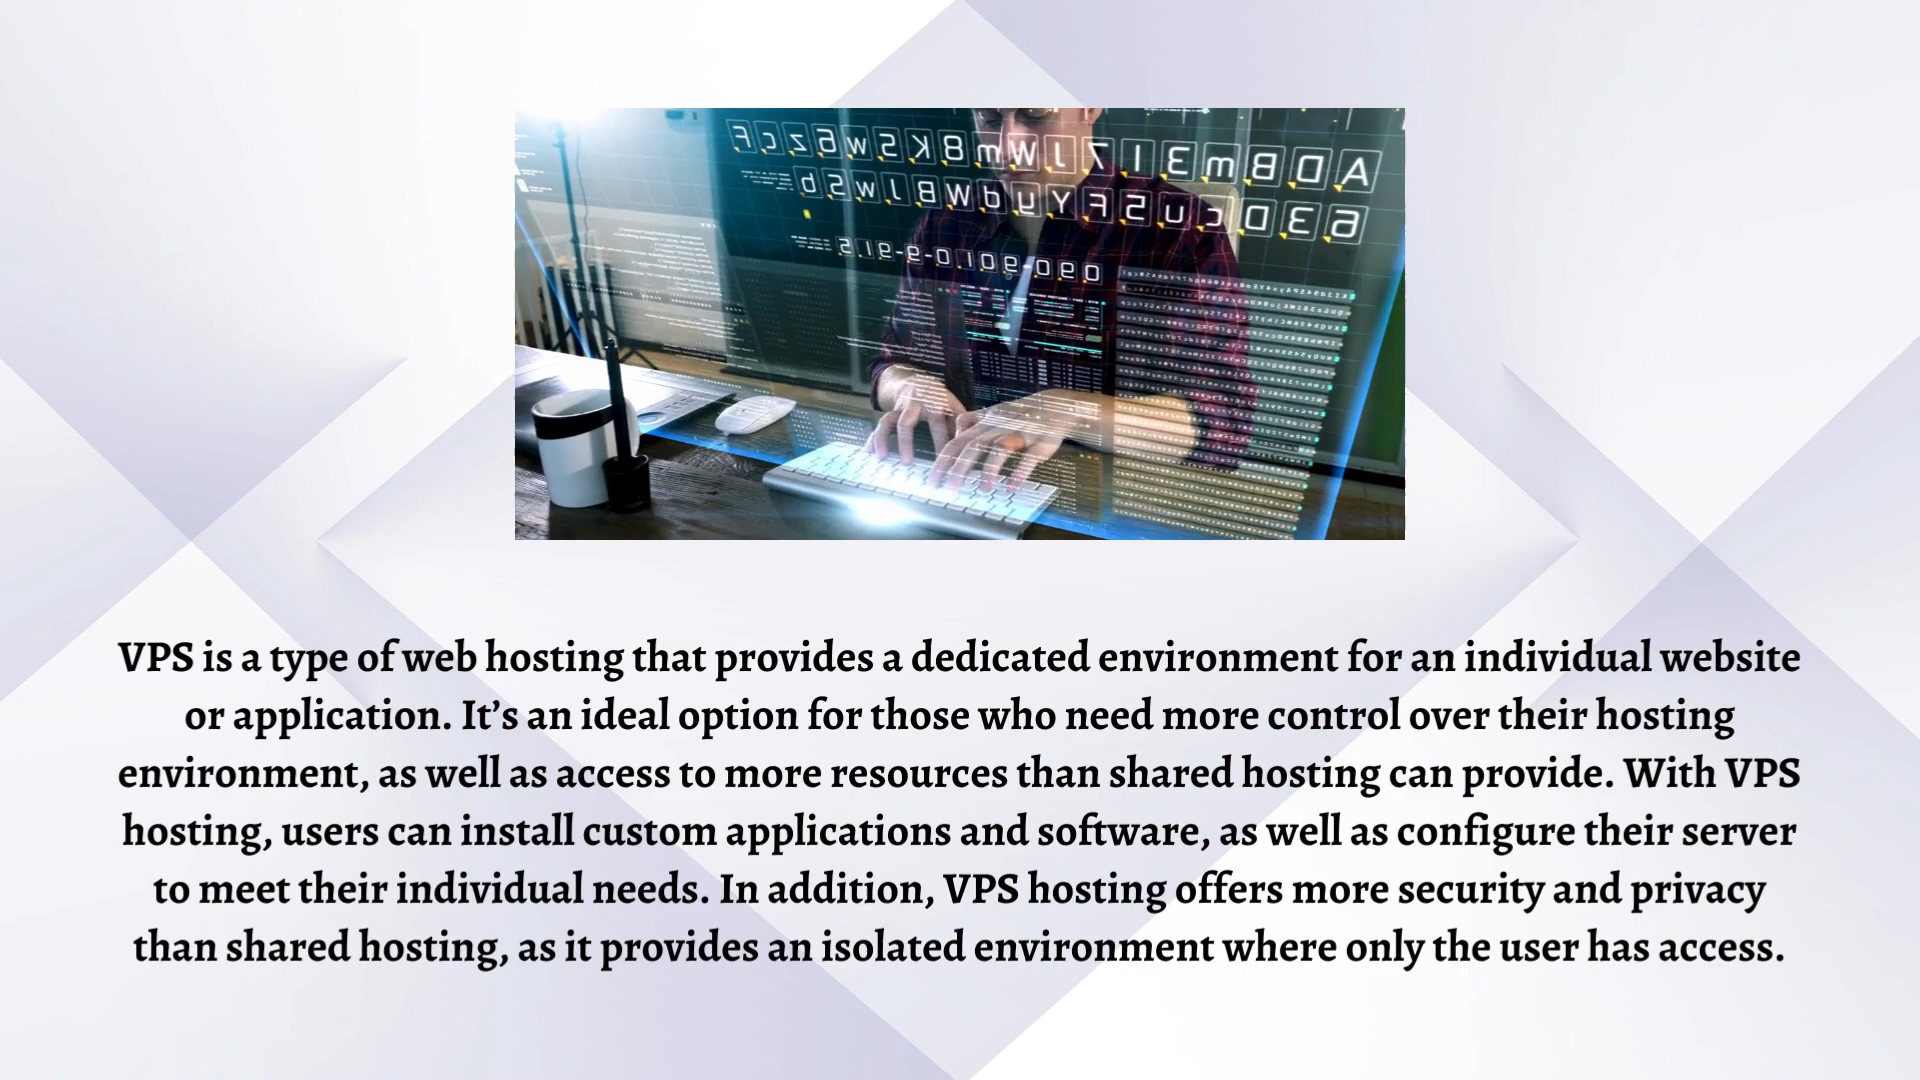 VPS is a type of web hosting that provides a dedicated environment for an individual website
or application. It’s an ideal option for those who need more control over their hosting
environment, as well as access to more resources than shared hosting can provide. With VPS
hosting, users can install custom applications and software, as well as configure their server
to meet their individual needs. In addition, VPS hosting offers more security and privacy
than shared hosting, as it provides an isolated environment where only the user has access.